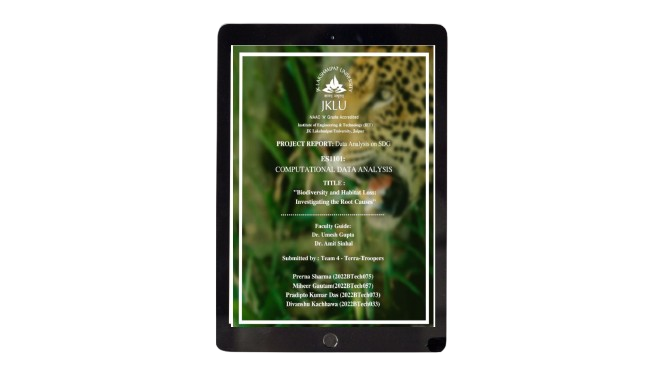 JK LAKSHMIPAT UNIVERSITY
JKLU
NAAC 'A' Grade Accredited
Institute of Engineering & Technology (IET)
JK Lakshmipat University, Jaipur
PROJECT REPORT: Data Analysis on SDG
ES1101:
COMPUTATIONAL DATA ANALYSIS
TITLE :
"Biodiversity and Habitat Loss:
Investigating the Root Causes"
Faculty Guide:
Dr. Umesh Gupta
Dr. Amit Sinhal
Submitted by : Team 4 - Terra-Troopers
Prerna Sharma (2022BTech075)
Miheer Gautam(2022BTech057)
Pradipto Kumar Das (2022BTech073)
Divanshu Kachhawa (2022BTech033)